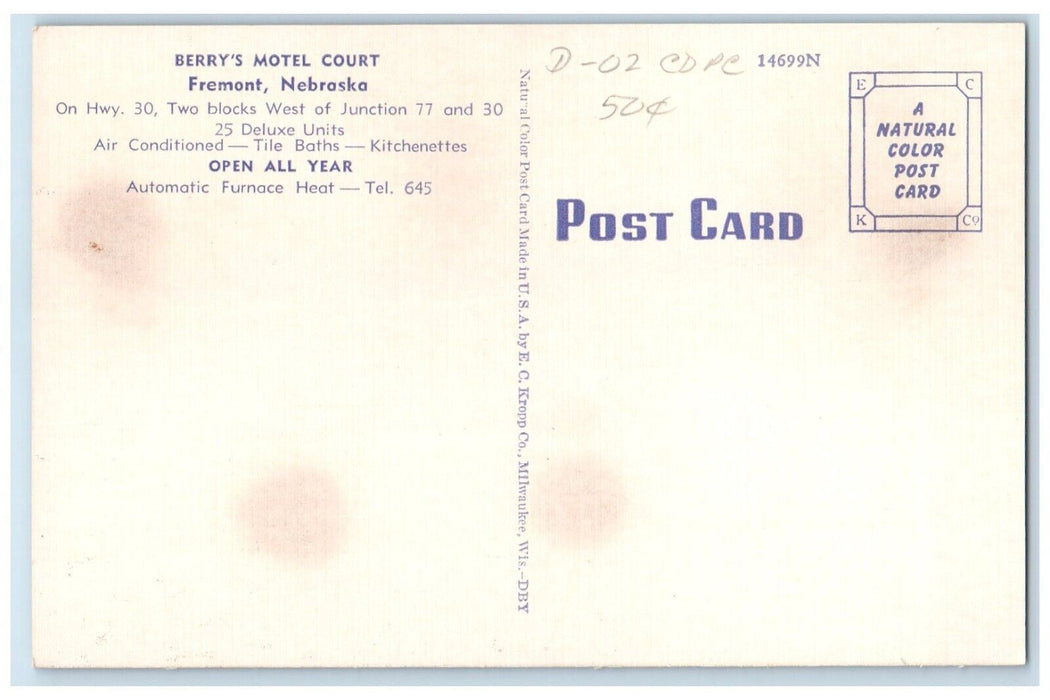 BERRY'S MOTEL COURT
Fremont, Nebraska
On Hwy. 30, Two blocks West of Junction 77 and 30
25 Deluxe Units
Air Conditioned — Tile Baths — Kitchenettes
OPEN ALL YEAR
Automatic Furnace Heat — Tel. 645
Natural Color Post Card Made in U.S.A. by E. C. Kropp Co., Milwaukee, Wis.–DBY
D-02 CDPC
50¢
14699N
E C
A
NATURAL
COLOR
POST
CARD
K Co
POST CARD